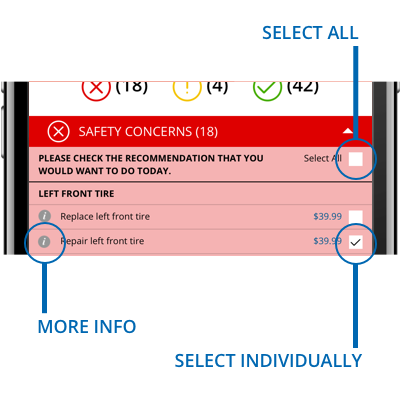 SELECT ALL
(18) (4) (42)
SAFETY CONCERNS (18)
PLEASE CHECK THE RECOMMENDATION THAT YOU
WOULD WANT TO DO TODAY.
Select All
LEFT FRONT TIRE
Replace left front tire $39.99
Repair left front tire $39.99
MORE INFO
SELECT INDIVIDUALLY